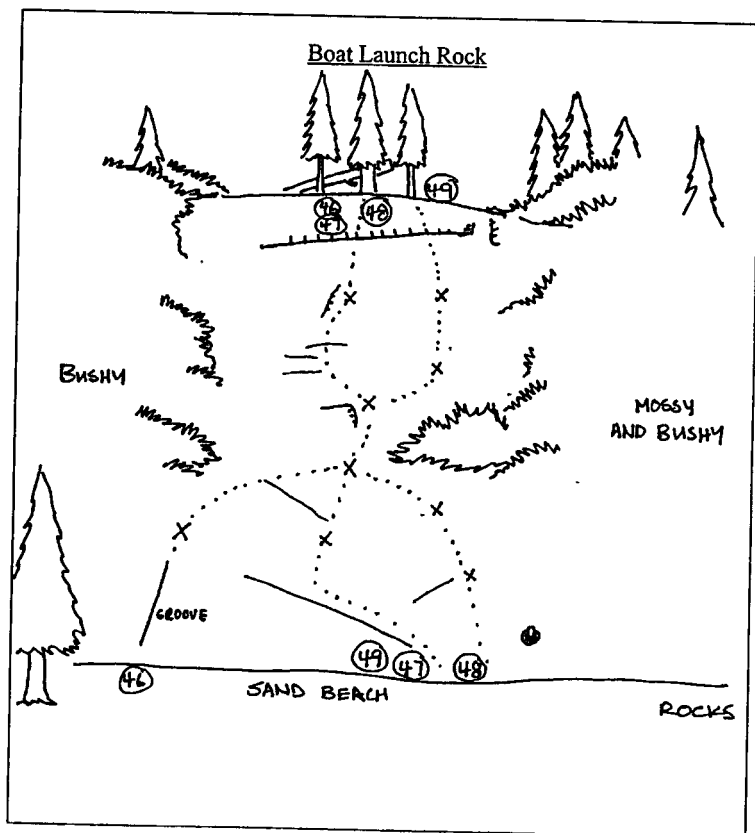 Boat Launch Rock
49
46 48
47
BUSHY
MOSSY
AND BUSHY
GROOVE
46 49 47 48
SAND BEACH
ROCKS